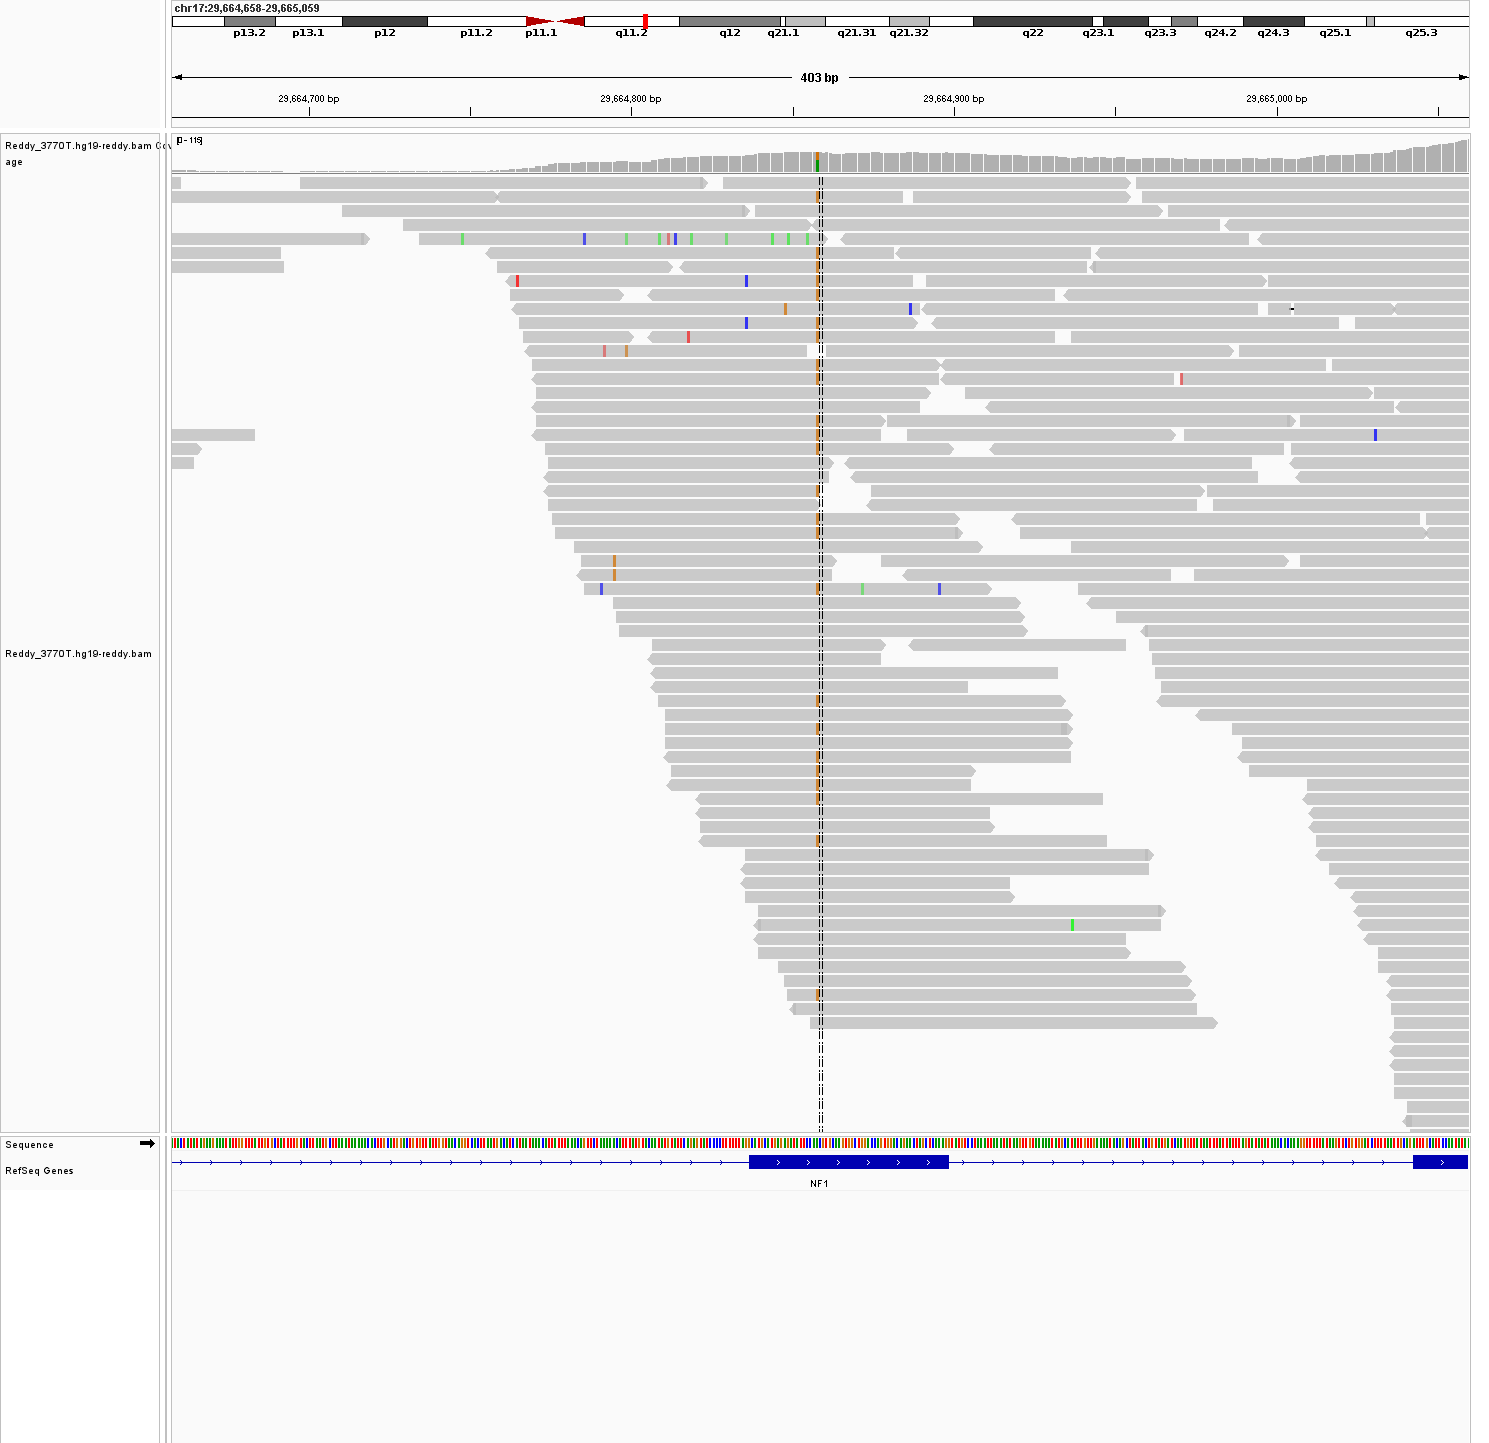 chr17:29,664,658-29,665,059
p13.2 p13.1 p12 p11.2 p11.1 q11.2 q12 q21.1 q21.31 q21.32 q22 q23.1 q23.3 q24.2 q24.3 q25.1 q25.3
403 bp
29,664,700 bp 29,664,800 bp 29,664,900 bp 29,665,000 bp
[0 - 115]
Reddy_3770T.hg19-reddy.bam Cov
age
Reddy_3770T.hg19-reddy.bam
Sequence
RefSeq Genes
NF1